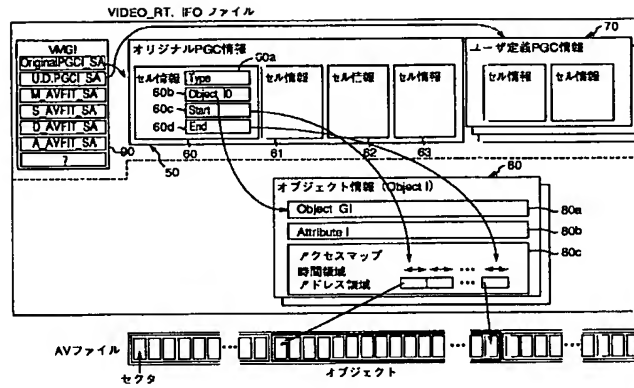 VIDEO_RT. IFO ファイル
VMGI
OriginalPGCI_SA
U.D.PGCI_SA
M_AVFIT_SA
S_AVFIT_SA
D_AVFIT_SA
A_AVFIT_SA
?
90
オリジナルPGC情報
60a
セル情報
Type
60b
Object ID
60c
Start
60d
End
セル情報
セル情報
セル情報
60
61
62
63
50
70
ユーザ定義PGC情報
セル情報
セル情報
80
オブジェクト情報 (Object I)
Object GI
80a
Attribute I
80b
アクセスマップ
80c
時間領域
アドレス領域
...
AVファイル
...
...
...
セクタ
オブジェクト